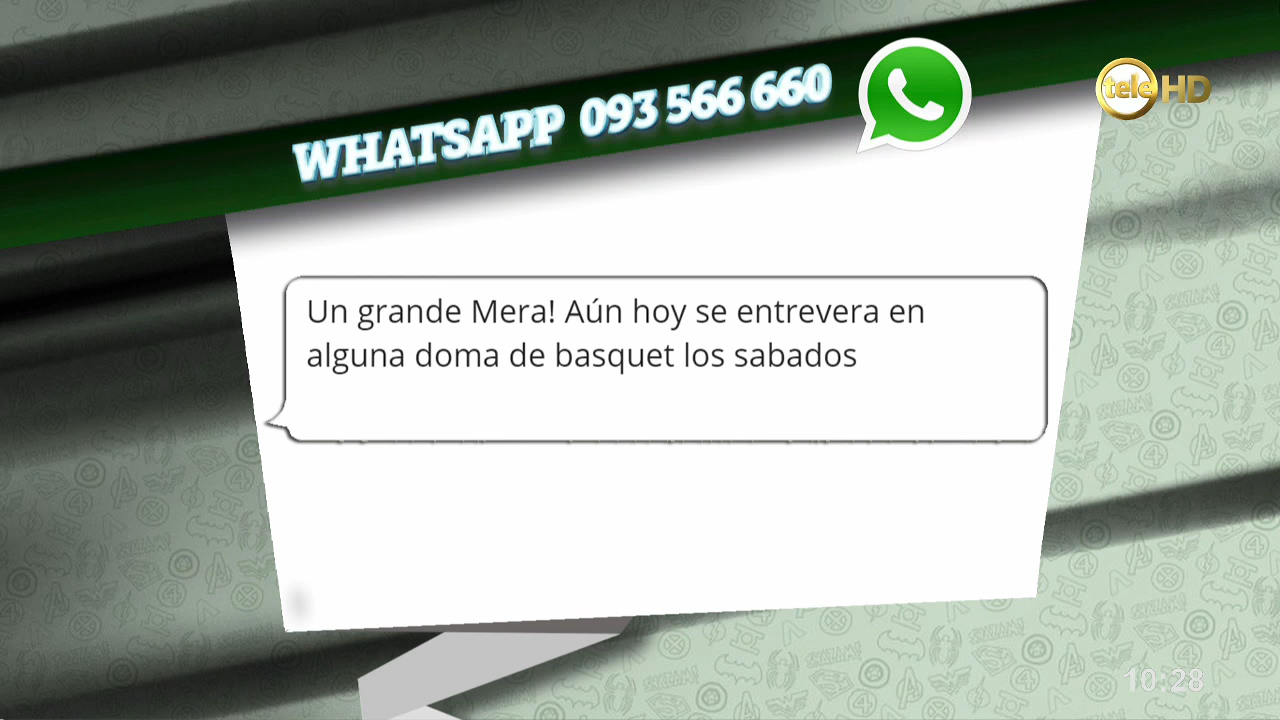 WHATSAPP 093 566 660
tele HD
Un grande Mera! Aún hoy se entrevera en
alguna doma de basquet los sabados
10:28